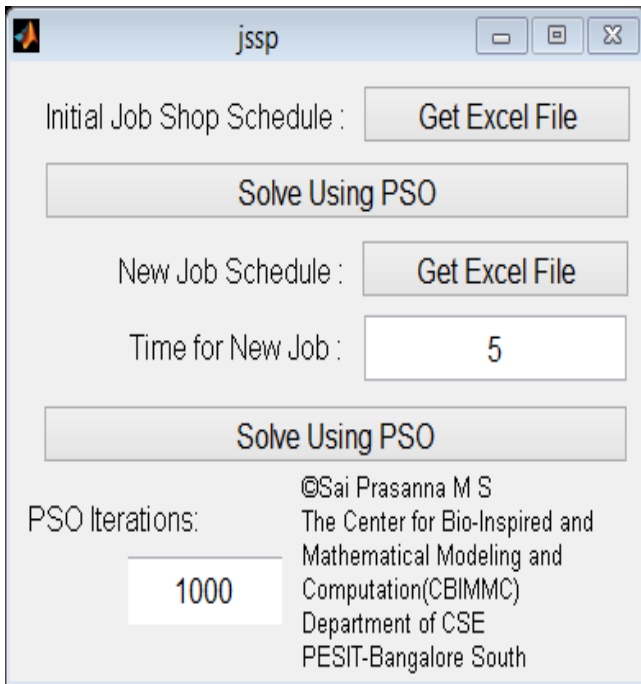 jssp
Initial Job Shop Schedule : Get Excel File
Solve Using PSO
New Job Schedule : Get Excel File
Time for New Job : 5
Solve Using PSO
PSO Iterations:
1000
©Sai Prasanna M S
The Center for Bio-Inspired and
Mathematical Modeling and
Computation(CBIMMC)
Department of CSE
PESIT-Bangalore South